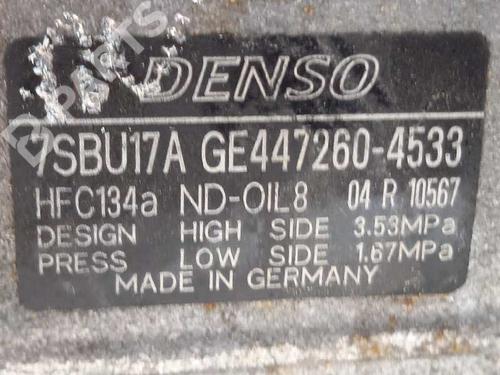 DENSO
7SBU17A GE447260-4533
HFC134a ND-OIL8 04 R 10567
DESIGN HIGH SIDE 3.53MPa
PRESS LOW SIDE 1.67MPa
MADE IN GERMANY